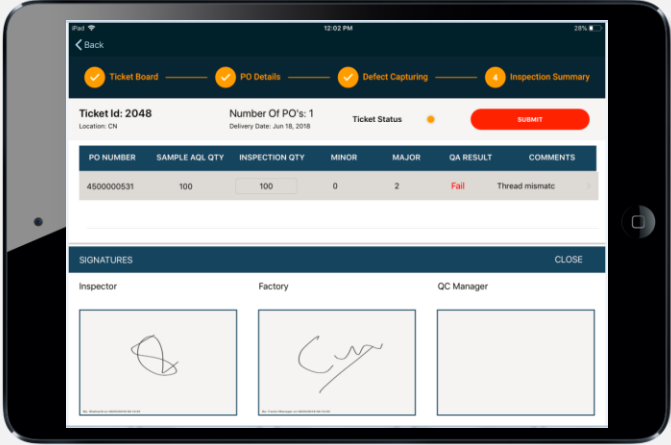 iPad 12:02 PM 28%
Back
Ticket Board PO Details Defect Capturing 4 Inspection Summary
Ticket Id: 2048 Number Of PO's: 1 Ticket Status SUBMIT
Location: CN Delivery Date: Jun 18, 2018
PO NUMBER SAMPLE AQL QTY INSPECTION QTY MINOR MAJOR QA RESULT COMMENTS
4500000531 100 100 0 2 Fail Thread mismatc
SIGNATURES CLOSE
Inspector Factory QC Manager